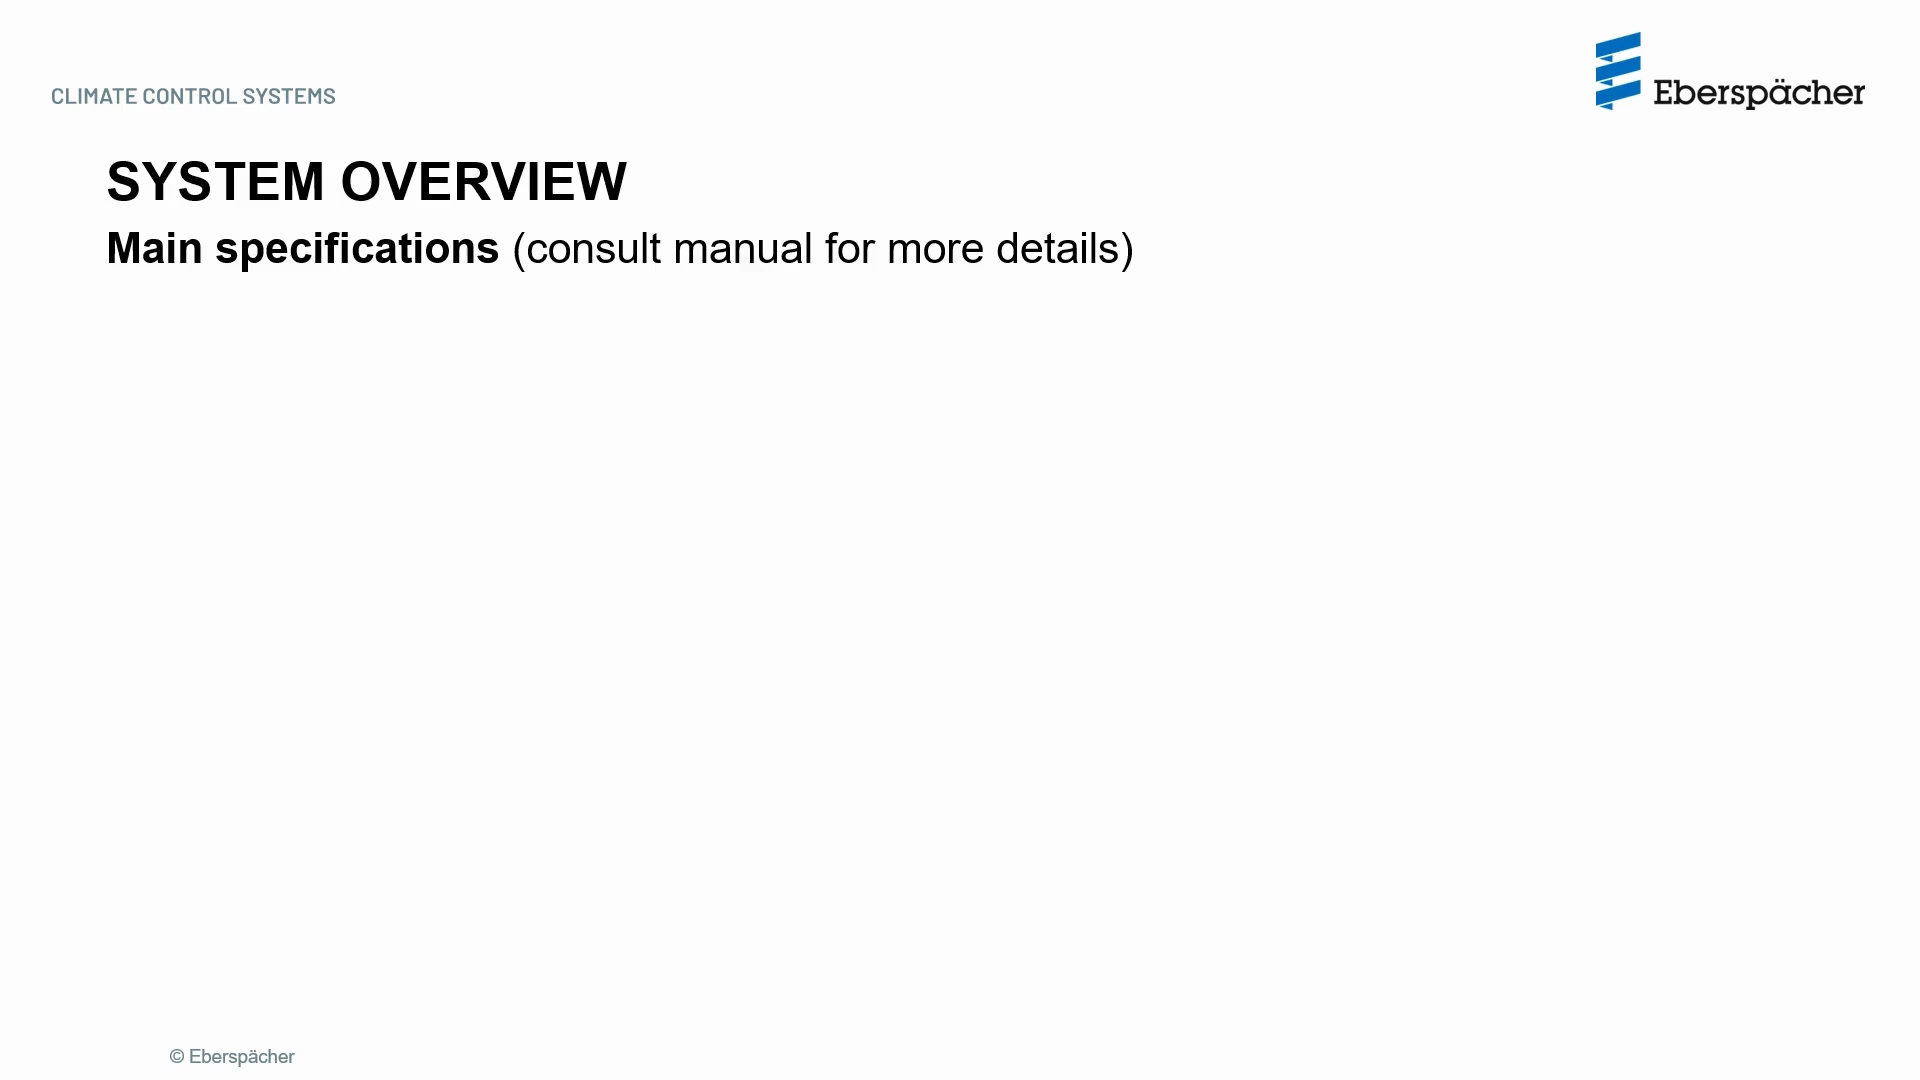 CLIMATE CONTROL SYSTEMS
Eberspächer
SYSTEM OVERVIEW
Main specifications (consult manual for more details)
© Eberspächer